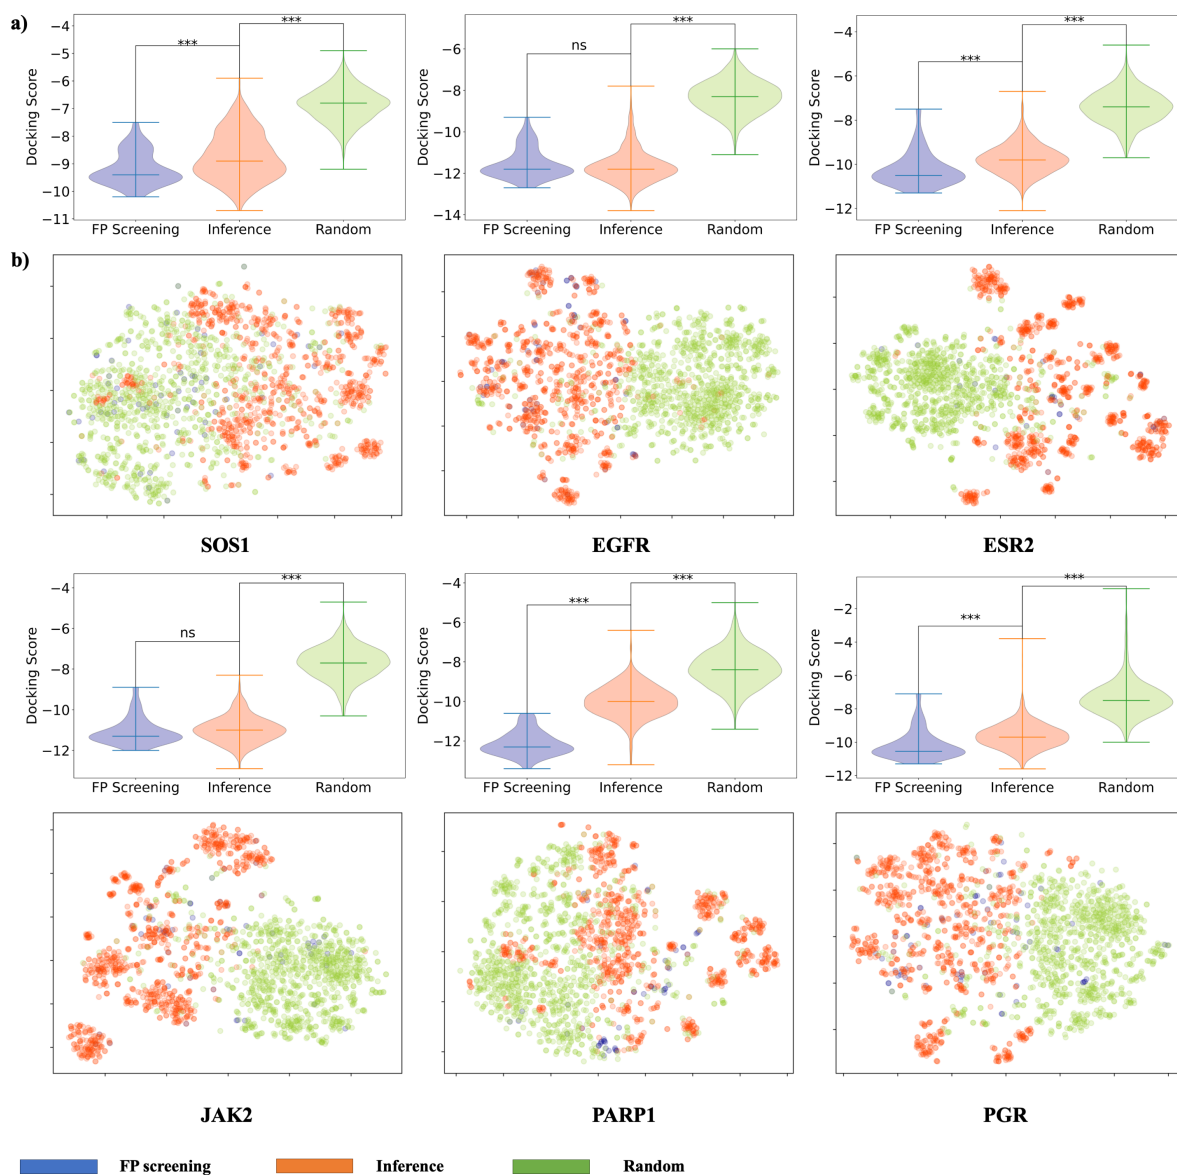 a)
Docking Score
−4
−5
−6
−7
−8
−9
−10
−11
***
***
FP Screening Inference Random
Docking Score
−6
−8
−10
−12
−14
ns
***
FP Screening Inference Random
Docking Score
−4
−6
−8
−10
−12
***
***
FP Screening Inference Random
b)
SOS1 EGFR ESR2
Docking Score
−4
−6
−8
−10
−12
ns
***
FP Screening Inference Random
Docking Score
−4
−6
−8
−10
−12
***
***
FP Screening Inference Random
Docking Score
−2
−4
−6
−8
−10
−12
***
***
FP Screening Inference Random
JAK2 PARP1 PGR
FP screening Inference Random